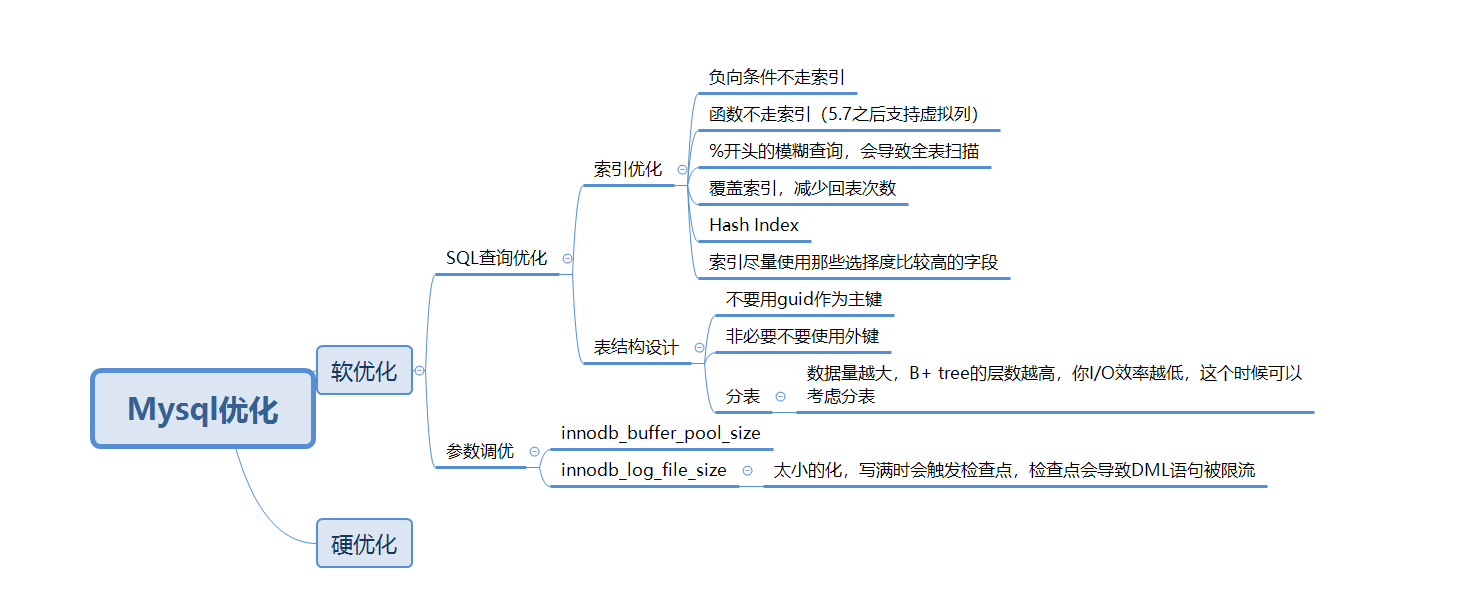 负向条件不走索引
函数不走索引（5.7之后支持虚拟列）
%开头的模糊查询，会导致全表扫描
索引优化
覆盖索引，减少回表次数
Hash Index
SQL查询优化
索引尽量使用那些选择度比较高的字段
不要用guid作为主键
非必要不要使用外键
表结构设计
软优化
数据量越大，B+ tree的层数越高，你I/O效率越低，这个时候可以
考虑分表
分表
Mysql优化
innodb_buffer_pool_size
参数调优
innodb_log_file_size
太小的化，写满时会触发检查点，检查点会导致DML语句被限流
硬优化